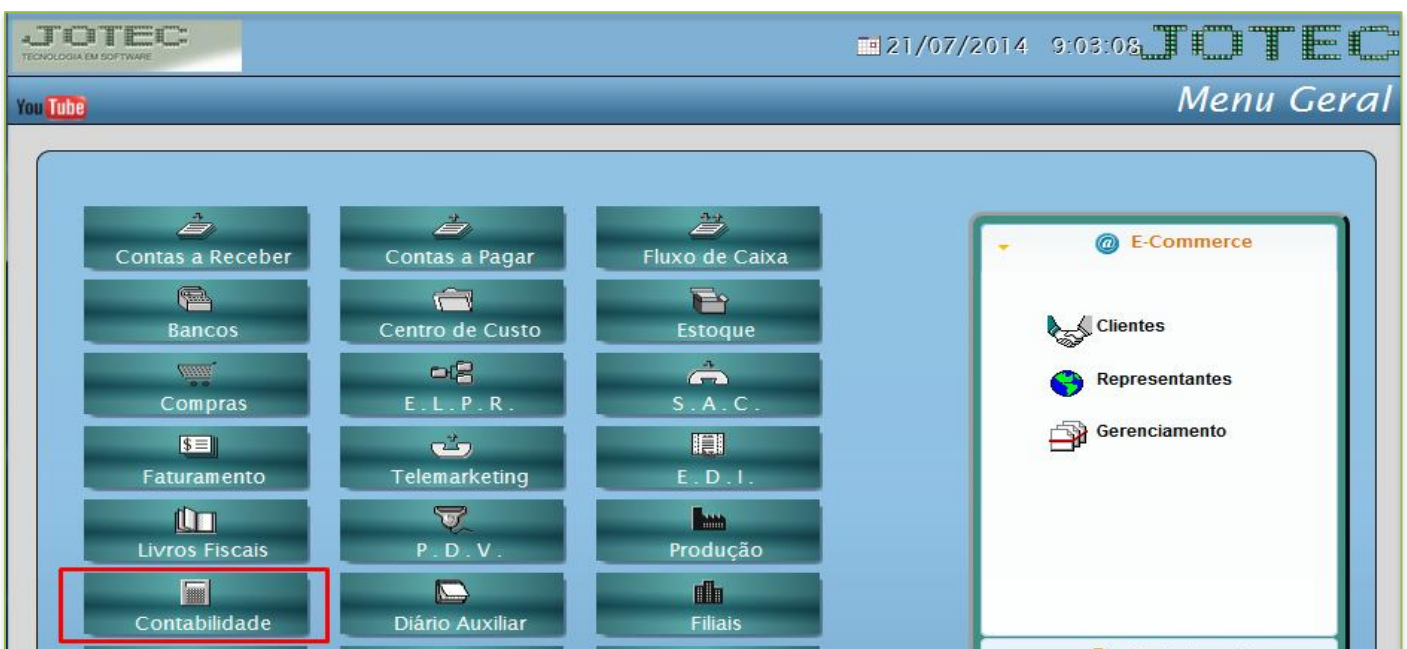 JOTEC
TECNOLOGIA EM SOFTWARE
21/07/2014 9:03:08
JOTEC
You Tube
Menu Geral
Contas a Receber
Contas a Pagar
Fluxo de Caixa
Bancos
Centro de Custo
Estoque
Compras
E.L.P.R.
S.A.C.
Faturamento
Telemarketing
E.D.I.
Livros Fiscais
P.D.V.
Produção
Contabilidade
Diário Auxiliar
Filiais
@ E-Commerce
Clientes
Representantes
Gerenciamento